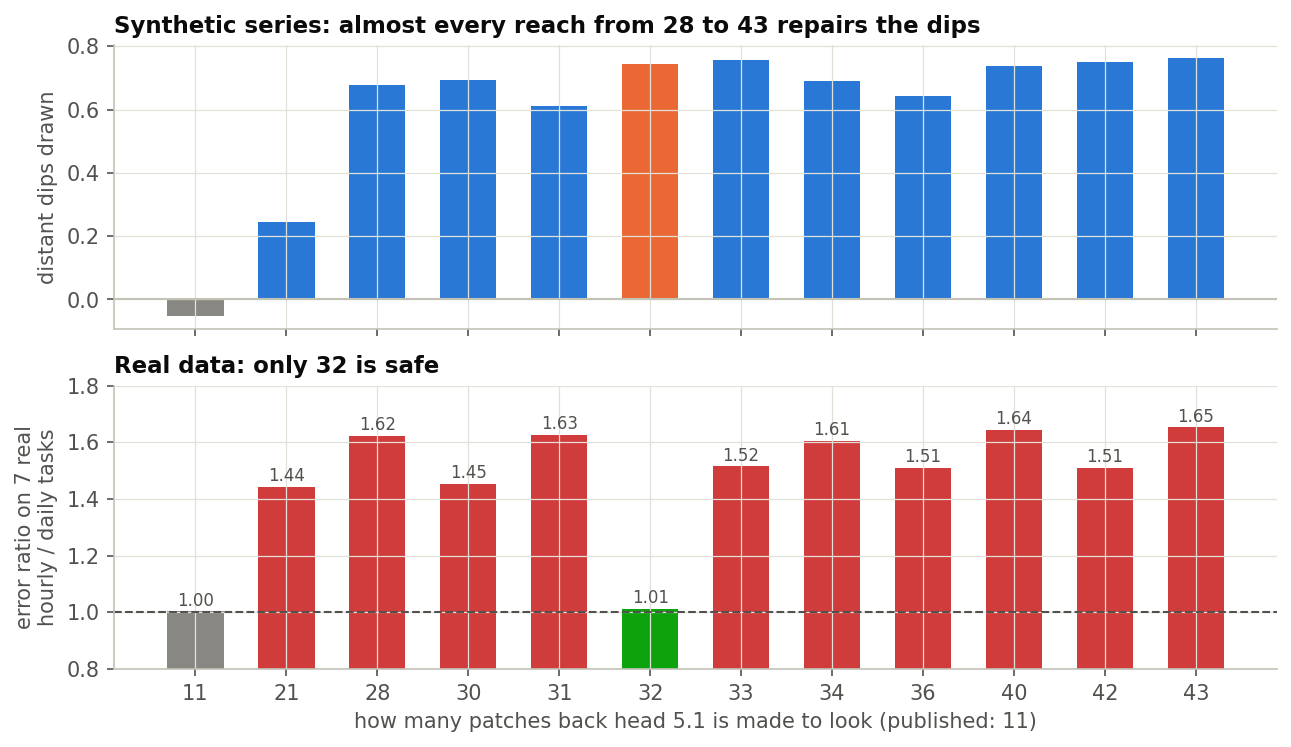 Synthetic series: almost every reach from 28 to 43 repairs the dips
distant dips drawn
0.8
0.6
0.4
0.2
0.0
Real data: only 32 is safe
error ratio on 7 real
hourly / daily tasks
1.8
1.6
1.4
1.2
1.0
0.8
1.00 1.44 1.62 1.45 1.63 1.01 1.52 1.61 1.51 1.64 1.51 1.65
11 21 28 30 31 32 33 34 36 40 42 43
how many patches back head 5.1 is made to look (published: 11)